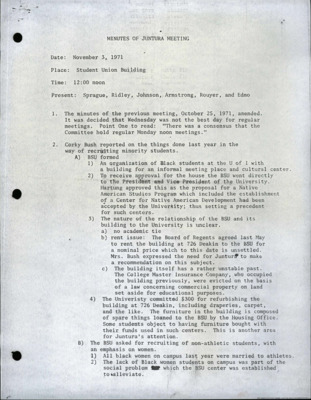 MINUTES OF JUNTURA MEETING
Date: November 3, 1971
Place: Student Union Building
Time: 12:00 noon
Present: Sprague, Ridley, Johnson, Armstrong, Rouyer, and Edmo
1. The minutes of the previous meeting, October 25, 1971, amended.
It was decided that Wednesday was not the best day for regular
meetings. Point One to read: "There was a consensus that the
Committee hold regular Monday noon meetings."
2. Corky Bush reported on the things done last year in the
way of recruiting minority students.
A) BSU formed
1) An organization of Black students at the U of I with
a building for an informal meeting place and cultural center.
2) To receive approval for the house the BSU went directly
to the President and Vice President of the University.
Hartung approved this as the proposal for a Native
American Studies Program which included the establishment
of a Center for Native American Development had been
accepted by the University; thus setting a precedent
for such centers.
3) The nature of the relationship of the BSU and its
building to the University is unclear.
a) no academic tie
b) rent issue: The Board of Regents agreed last May
to rent the building at 726 Deakin to the BSU for
a nominal price which to this date is unsettled.
Mrs. Bush expressed the need for Juntura to make
a recommendation on this subject.
c) The building itself has a rather unstable past.
The College Master Insurance Company, who occupied
the building previously, were evicted on the basis
of a law concerning commercial property on land
set aside for educational purposes.
4) The Univeristy committed $300 for refurbishing the
building at 726 Deakin, including draperies, carpet,
and the like. The furniture in the building is composed
of spare things loaned to the BSU by the Housing Office.
Some students object to having furniture bought with
their funds used in such centers. This is another area
for Juntura's attention.
B) The BSU asked for recruiting of non-athletic students, with
an emphasis on women.
1) All black women on campus last year were married to athletes.
2) The lack of Black women students on campus was part of the
social problem which the BSU center was established
to alleviate.